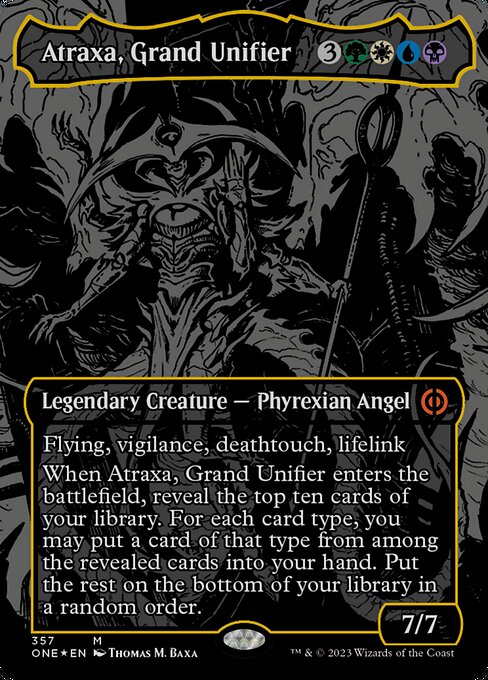 Atraxa, Grand Unifier 3
Legendary Creature — Phyrexian Angel
Flying, vigilance, deathtouch, lifelink
When Atraxa, Grand Unifier enters the
battlefield, reveal the top ten cards of
your library. For each card type, you
may put a card of that type from among
the revealed cards into your hand. Put
the rest on the bottom of your library in
a random order.
7/7
357 M
ONE★EN Thomas M. Baxa
™ & © 2023 Wizards of the Coast